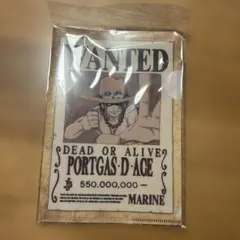 WANTED
DEAD OR ALIVE
PORTGAS·D·ACE
550,000,000-
MARINE